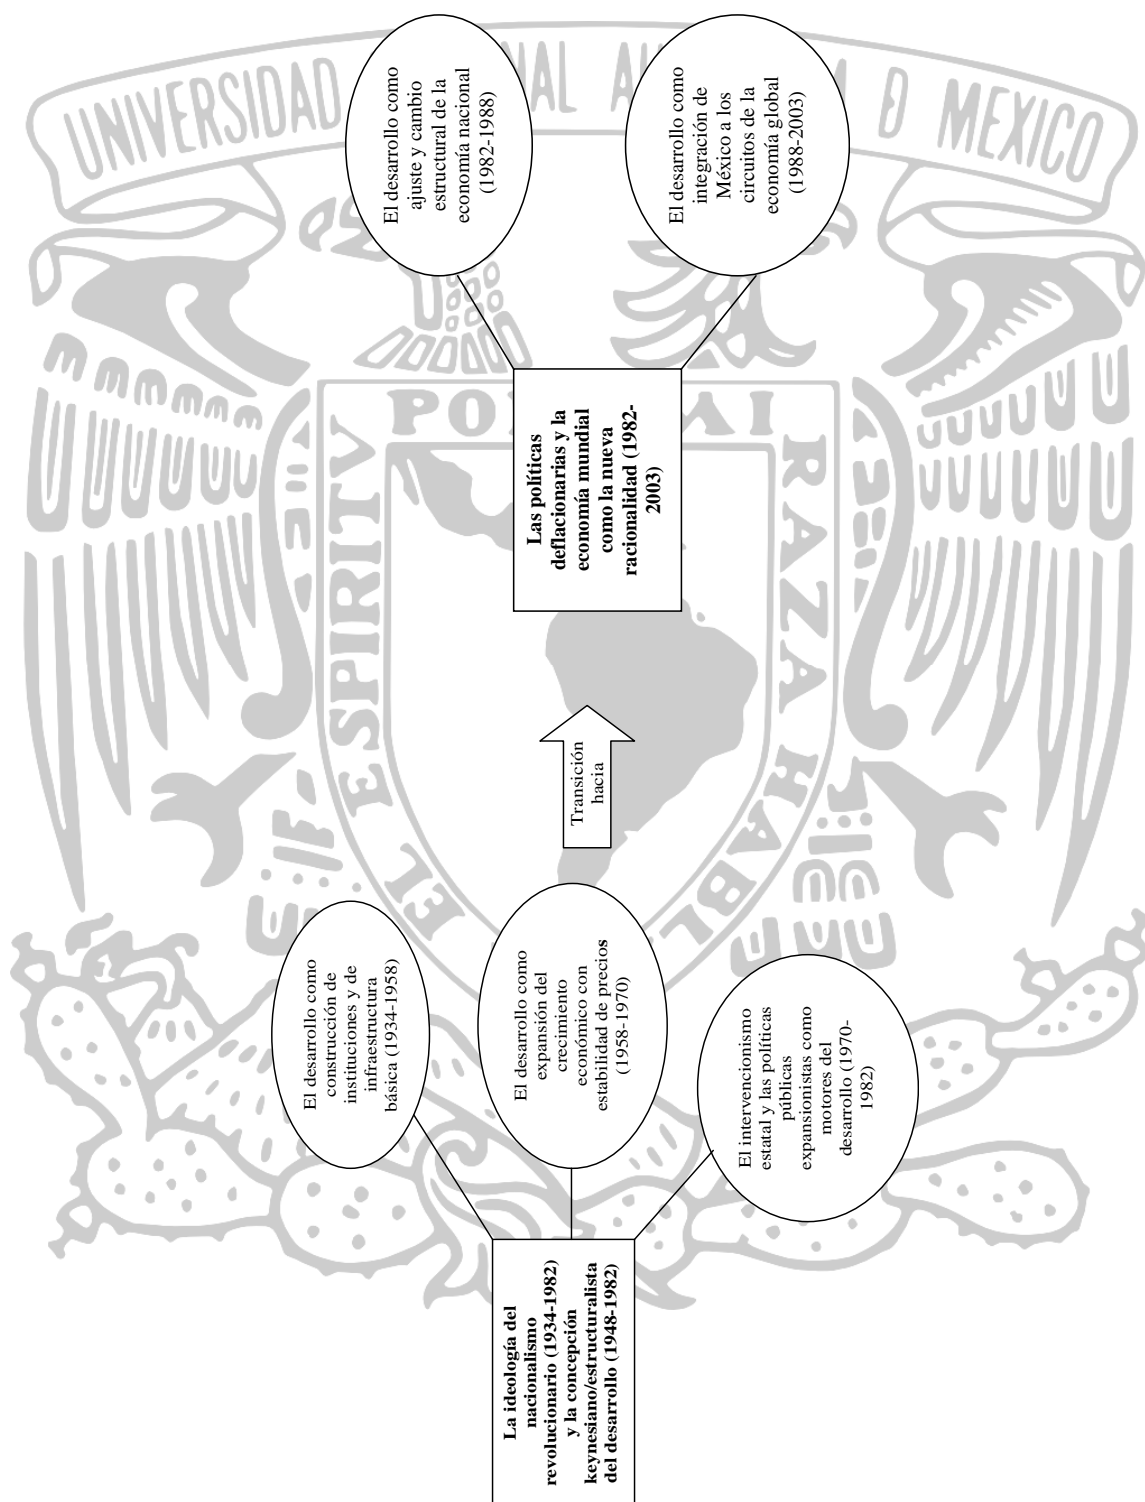 La ideología del
nacionalismo
revolucionario (1934-1982)
y la concepción
keynesiano/estructuralista
del desarrollo (1948-1982)
El desarrollo como
construcción de
instituciones y de
infraestructura
básica (1934-1958)
El desarrollo como
expansión del
crecimiento
económico con
estabilidad de precios
(1958-1970)
El intervencionismo
estatal y las políticas
públicas
expansionistas como
motores del
desarrollo (1970-
1982)
Transición
hacia
Las políticas
deflacionarias y la
economía mundial
como la nueva
racionalidad (1982-
2003)
El desarrollo como
ajuste y cambio
estructural de la
economía nacional
(1982-1988)
El desarrollo como
integración de
México a los
circuitos de la
economía global
(1988-2003)
UNIVERSIDAD
D MEXICO
RAZA HABL
EL ESPIRITV